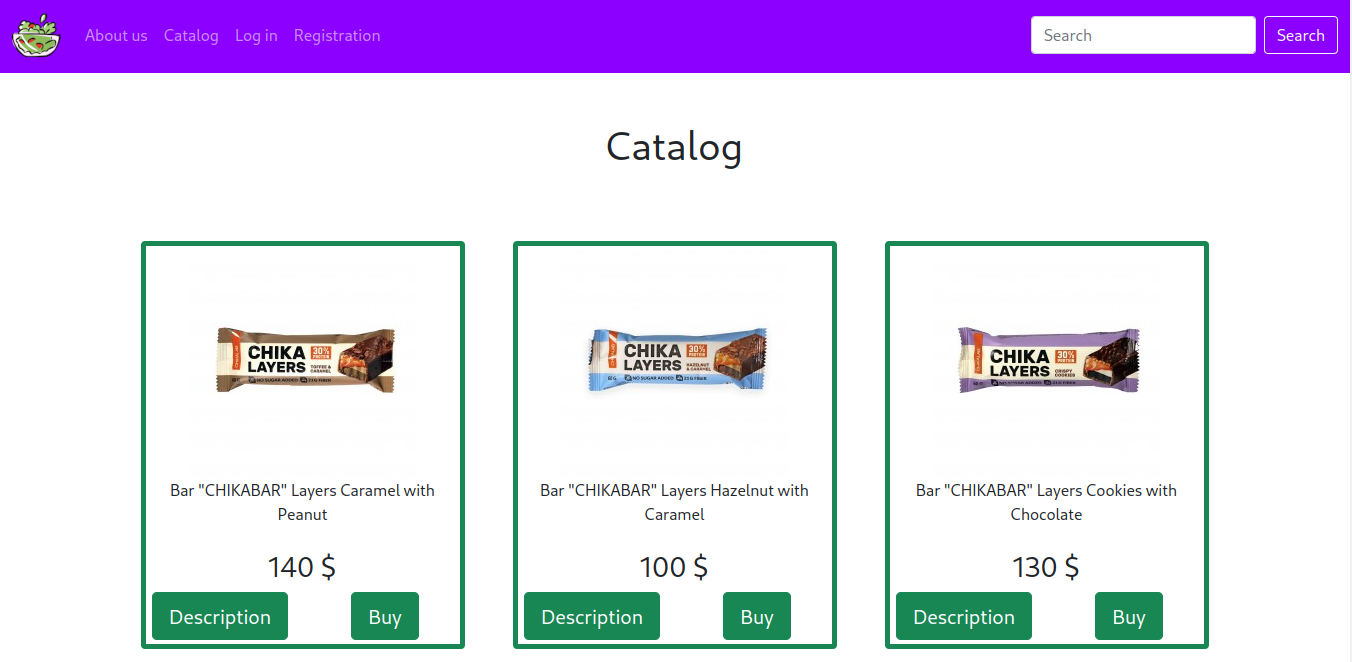 About us Catalog Log in Registration Search Search
Catalog
CHIKA
LAYERS
30%
PROTEIN
TOFFEE &
CARAMEL
NO SUGAR ADDED
CHIKA
LAYERS
30%
PROTEIN
HAZELNUT
& CARAMEL
NO SUGAR ADDED
CHIKA
LAYERS
30%
PROTEIN
CRISPY
COOKIES
NO SUGAR ADDED
Bar "CHIKABAR" Layers Caramel with
Peanut
140 $
Description Buy
Bar "CHIKABAR" Layers Hazelnut with
Caramel
100 $
Description Buy
Bar "CHIKABAR" Layers Cookies with
Chocolate
130 $
Description Buy